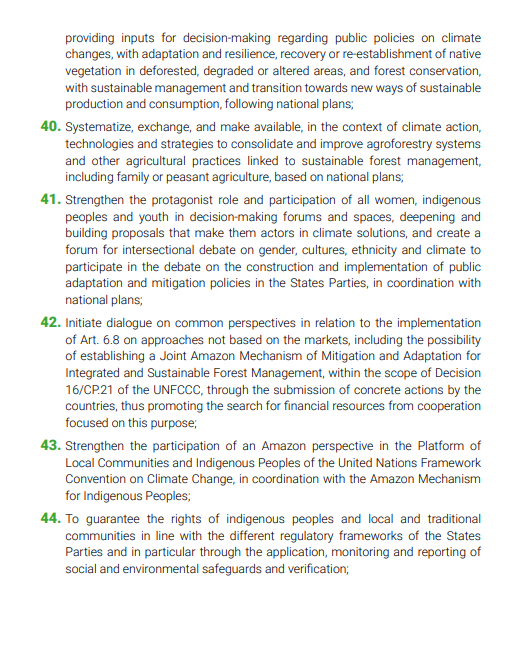 providing inputs for decision-making regarding public policies on climate
changes, with adaptation and resilience, recovery or re-establishment of native
vegetation in deforested, degraded or altered areas, and forest conservation,
with sustainable management and transition towards new ways of sustainable
production and consumption, following national plans;
40. Systematize, exchange, and make available, in the context of climate action,
technologies and strategies to consolidate and improve agroforestry systems
and other agricultural practices linked to sustainable forest management,
including family or peasant agriculture, based on national plans;
41. Strengthen the protagonist role and participation of all women, indigenous
peoples and youth in decision-making forums and spaces, deepening and
building proposals that make them actors in climate solutions, and create a
forum for intersectional debate on gender, cultures, ethnicity and climate to
participate in the debate on the construction and implementation of public
adaptation and mitigation policies in the States Parties, in coordination with
national plans;
42. Initiate dialogue on common perspectives in relation to the implementation
of Art. 6.8 on approaches not based on the markets, including the possibility
of establishing a Joint Amazon Mechanism of Mitigation and Adaptation for
Integrated and Sustainable Forest Management, within the scope of Decision
16/CP.21 of the UNFCCC, through the submission of concrete actions by the
countries, thus promoting the search for financial resources from cooperation
focused on this purpose;
43. Strengthen the participation of an Amazon perspective in the Platform of
Local Communities and Indigenous Peoples of the United Nations Framework
Convention on Climate Change, in coordination with the Amazon Mechanism
for Indigenous Peoples;
44. To guarantee the rights of indigenous peoples and local and traditional
communities in line with the different regulatory frameworks of the States
Parties and in particular through the application, monitoring and reporting of
social and environmental safeguards and verification;